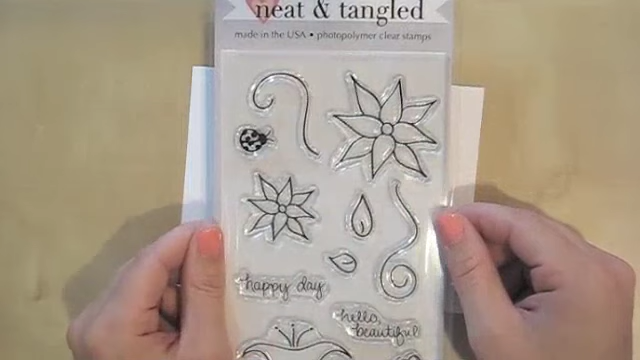 neat & tangled
made in the USA • photopolymer clear stamps
happy day
hello,
beautiful